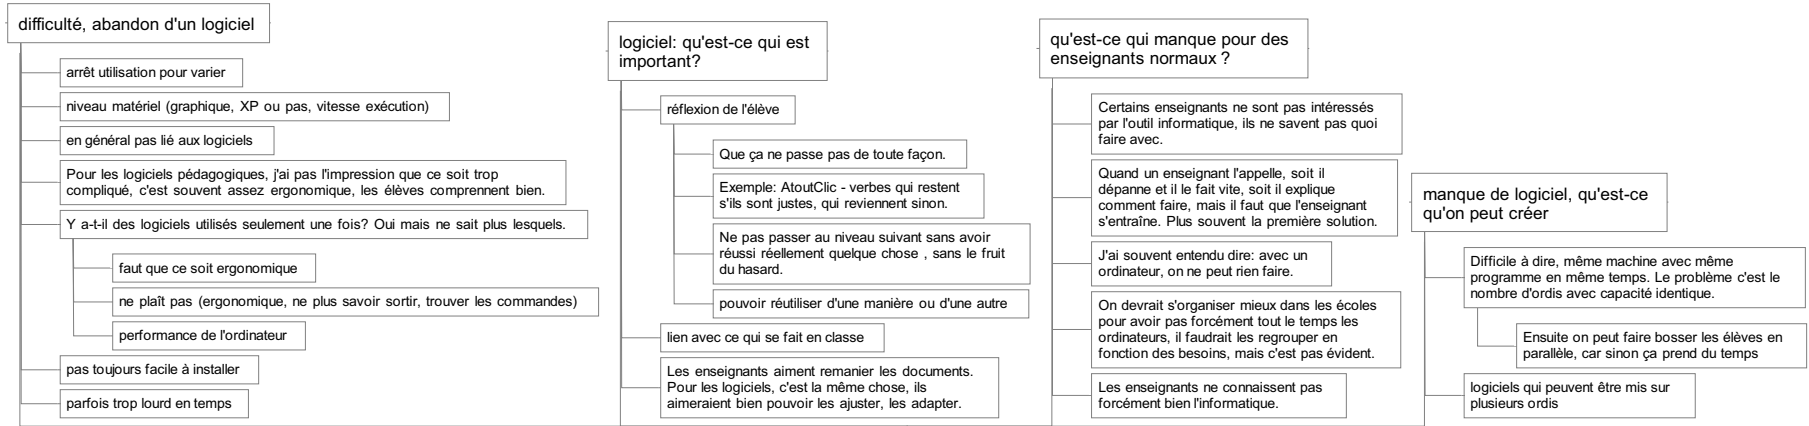 difficulté, abandon d'un logiciel
arrêt utilisation pour varier
niveau matériel (graphique, XP ou pas, vitesse exécution)
en général pas lié aux logiciels
Pour les logiciels pédagogiques, j'ai pas l'impression que ce soit trop
compliqué, c'est souvent assez ergonomique, les élèves comprennent bien.
Y a-t-il des logiciels utilisés seulement une fois? Oui mais ne sait plus lesquels.
faut que ce soit ergonomique
ne plaît pas (ergonomique, ne plus savoir sortir, trouver les commandes)
performance de l'ordinateur
pas toujours facile à installer
parfois trop lourd en temps
logiciel: qu'est-ce qui est
important?
réflexion de l'élève
Que ça ne passe pas de toute façon.
Exemple: AtoutClic - verbes qui restent
s'ils sont justes, qui reviennent sinon.
Ne pas passer au niveau suivant sans avoir
réussi réellement quelque chose , sans le fruit
du hasard.
pouvoir réutiliser d'une manière ou d'une autre
lien avec ce qui se fait en classe
Les enseignants aiment remanier les documents.
Pour les logiciels, c'est la même chose, ils
aimeraient bien pouvoir les ajuster, les adapter.
qu'est-ce qui manque pour des
enseignants normaux ?
Certains enseignants ne sont pas intéressés
par l'outil informatique, ils ne savent pas quoi
faire avec.
Quand un enseignant l'appelle, soit il
dépanne et il le fait vite, soit il explique
comment faire, mais il faut que l'enseignant
s'entraîne. Plus souvent la première solution.
J'ai souvent entendu dire: avec un
ordinateur, on ne peut rien faire.
On devrait s'organiser mieux dans les écoles
pour avoir pas forcément tout le temps les
ordinateurs, il faudrait les regrouper en
fonction des besoins, mais c'est pas évident.
Les enseignants ne connaissent pas
forcément bien l'informatique.
manque de logiciel, qu'est-ce
qu'on peut créer
Difficile à dire, même machine avec même
programme en même temps. Le problème c'est le
nombre d'ordis avec capacité identique.
Ensuite on peut faire bosser les élèves en
parallèle, car sinon ça prend du temps
logiciels qui peuvent être mis sur
plusieurs ordis